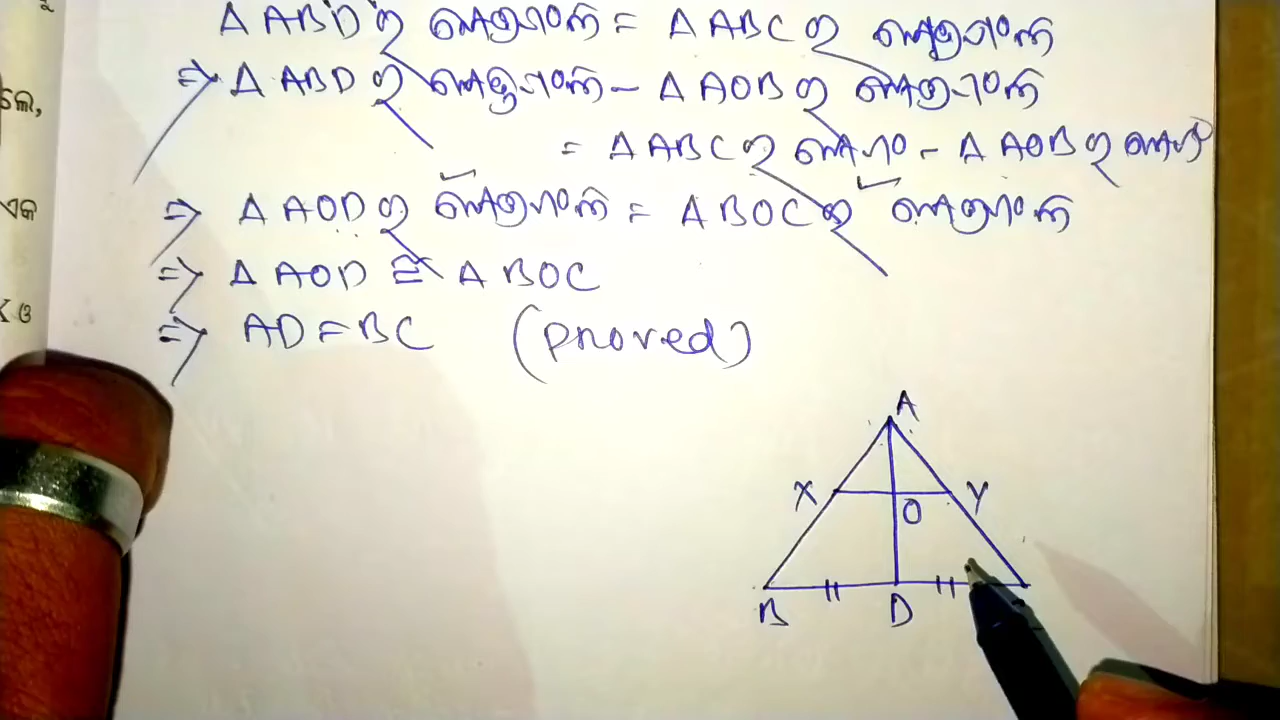 Δ ABD ର କ୍ଷେତ୍ରଫଳ = Δ ABC ର କ୍ଷେତ୍ରଫଳ
ଲେ,
⇒ Δ ABD ର କ୍ଷେତ୍ରଫଳ - Δ AOB ର କ୍ଷେତ୍ରଫଳ
= Δ ABC ର - Δ AOB ର
ଏକ
⇒ Δ AOD ର କ୍ଷେତ୍ରଫଳ = Δ BOC ର କ୍ଷେତ୍ରଫଳ
⇒ Δ AOD ≅ Δ BOC
X ଓ
⇒ AD = BC (proved)
A
X Y
O
B D